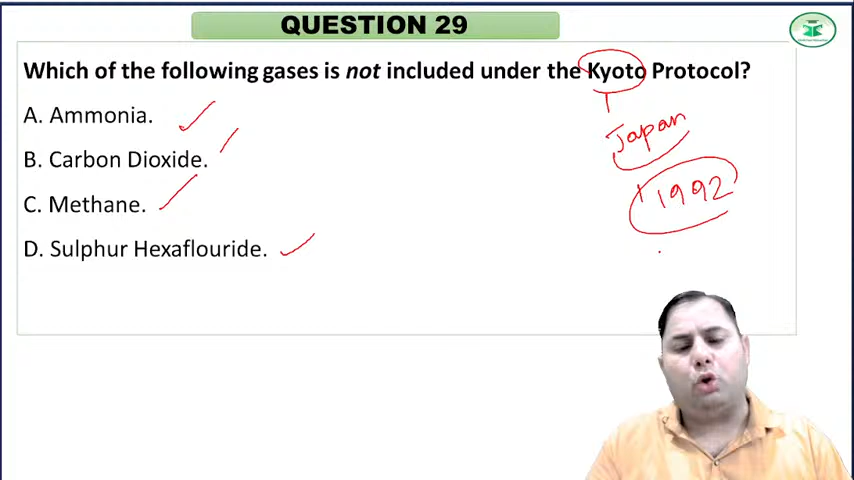 QUESTION 29
Which of the following gases is not included under the Kyoto Protocol?
A. Ammonia.
B. Carbon Dioxide.
C. Methane.
D. Sulphur Hexaflouride.
Japan
1992